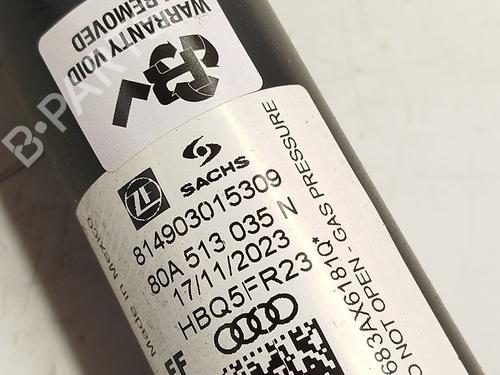 WARRANTY VOID
REMOVED
B-PARTS
ZF
SACHS
814903015309
80A 513 035 N
17/11/2023
HBQ5FR23
Made in Mexico
FF
683AX6181Q*
NOT OPEN - GAS PRESSURE